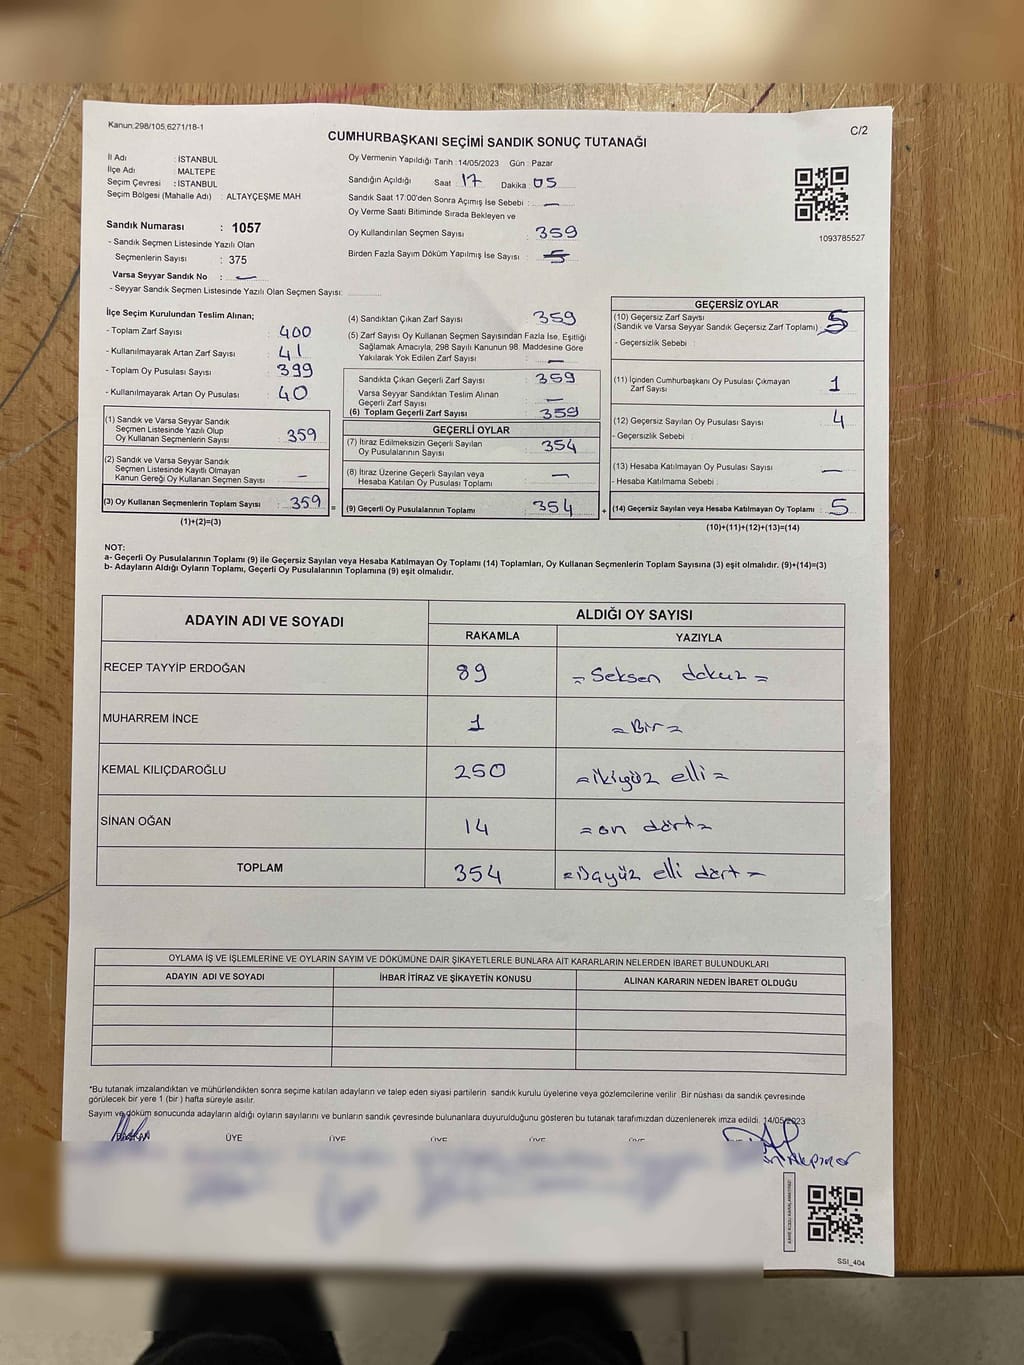 Kanun;298/105;6271/18-1
C/2
CUMHURBAŞKANI SEÇİMİ SANDIK SONUÇ TUTANAĞI
İl Adı : İSTANBUL
İlçe Adı : MALTEPE
Seçim Çevresi : İSTANBUL
Seçim Bölgesi (Mahalle Adı) : ALTAYÇEŞME MAH
Sandık Numarası : 1057
- Sandık Seçmen Listesinde Yazılı Olan
Seçmenlerin Sayısı : 375
Varsa Seyyar Sandık No : —
- Seyyar Sandık Seçmen Listesinde Yazılı Olan Seçmen Sayısı:
Oy Vermenin Yapıldığı Tarih :14/05/2023 Gün : Pazar
Sandığın Açıldığı Saat 17 Dakika : 05
Sandık Saat 17:00'den Sonra Açımış İse Sebebi : —
Oy Verme Saati Bitiminde Sırada Bekleyen ve
Oy Kullandırılan Seçmen Sayısı 359
Birden Fazla Sayım Döküm Yapılmış İse Sayısı :
1093785527
İlçe Seçim Kurulundan Teslim Alınan;
- Toplam Zarf Sayısı : 400
- Kullanılmayarak Artan Zarf Sayısı : 41
- Toplam Oy Pusulası Sayısı : 399
- Kullanılmayarak Artan Oy Pusulası : 40
(1) Sandık ve Varsa Seyyar Sandık
Seçmen Listesinde Yazılı Olup
Oy Kullanan Seçmenlerin Sayısı : 359
(2) Sandık ve Varsa Seyyar Sandık
Seçmen Listesinde Kayıtlı Olmayan
Kanun Gereği Oy Kullanan Seçmen Sayısı : —
(3) Oy Kullanan Seçmenlerin Toplam Sayısı : 359
(1)+(2)=(3)
=
(4) Sandıktan Çıkan Zarf Sayısı 359
(5) Zarf Sayısı Oy Kullanan Seçmen Sayısından Fazla İse, Eşitliği
Sağlamak Amacıyla; 298 Sayılı Kanunun 98. Maddesine Göre
Yakılarak Yok Edilen Zarf Sayısı : —
Sandıkta Çıkan Geçerli Zarf Sayısı : 359
Varsa Seyyar Sandıktan Teslim Alınan
Geçerli Zarf Sayısı : —
(6) Toplam Geçerli Zarf Sayısı : 359
GEÇERLİ OYLAR
(7) İtiraz Edilmeksizin Geçerli Sayılan
Oy Pusulalarının Sayısı : 354
(8) İtiraz Üzerine Geçerli Sayılan veya
Hesaba Katılan Oy Pusulası Toplamı : —
(9) Geçerli Oy Pusulalarının Toplamı : 354
+
GEÇERSİZ OYLAR
(10) Geçersiz Zarf Sayısı
(Sandık ve Varsa Seyyar Sandık Geçersiz Zarf Toplamı) : 5
- Geçersizlik Sebebi :
(11) İçinden Cumhurbaşkanı Oy Pusulası Çıkmayan
Zarf Sayısı : 1
(12) Geçersiz Sayılan Oy Pusulası Sayısı : 4
- Geçersizlik Sebebi :
(13) Hesaba Katılmayan Oy Pusulası Sayısı : —
- Hesaba Katılmama Sebebi :
(14) Geçersiz Sayılan veya Hesaba Katılmayan Oy Toplamı : 5
(10)+(11)+(12)+(13)=(14)
NOT:
a- Geçerli Oy Pusulalarının Toplamı (9) ile Geçersiz Sayılan veya Hesaba Katılmayan Oy Toplamı (14) Toplamları, Oy Kullanan Seçmenlerin Toplam Sayısına (3) eşit olmalıdır. (9)+(14)=(3)
b- Adayların Aldığı Oyların Toplamı, Geçerli Oy Pusulalarının Toplamına (9) eşit olmalıdır.
ADAYIN ADI VE SOYADI ALDIĞI OY SAYISI
RAKAMLA YAZIYLA
RECEP TAYYİP ERDOĞAN 89 = Seksen dokuz =
MUHARREM İNCE 1 = Bir =
KEMAL KILIÇDAROĞLU 250 = ikiyüz elli =
SİNAN OĞAN 14 = on dört =
TOPLAM 354 = üçyüz elli dört =
OYLAMA İŞ VE İŞLEMLERİNE VE OYLARIN SAYIM VE DÖKÜMÜNE DAİR ŞİKAYETLERLE BUNLARA AİT KARARLARIN NELERDEN İBARET BULUNDUKLARI
ADAYIN ADI VE SOYADI İHBAR İTİRAZ VE ŞİKAYETİN KONUSU ALINAN KARARIN NEDEN İBARET OLDUĞU
*Bu tutanak imzalandıktan ve mühürlendikten sonra seçime katılan adayların ve talep eden siyasi partilerin sandık kurulu üyelerine veya gözlemcilerine verilir. Bir nüshası da sandık çevresinde
görülecek bir yere 1 (bir) hafta süreyle asılır.
Sayım ve döküm sonucunda adayların aldığı oyların sayılarını ve bunların sandık çevresinde bulunanlara duyurulduğunu gösteren bu tutanak tarafımızdan düzenlenerek imza edildi. 14/05/2023
BAŞKAN ÜYE ÜYE ÜYE ÜYE ÜYE
SSI_404